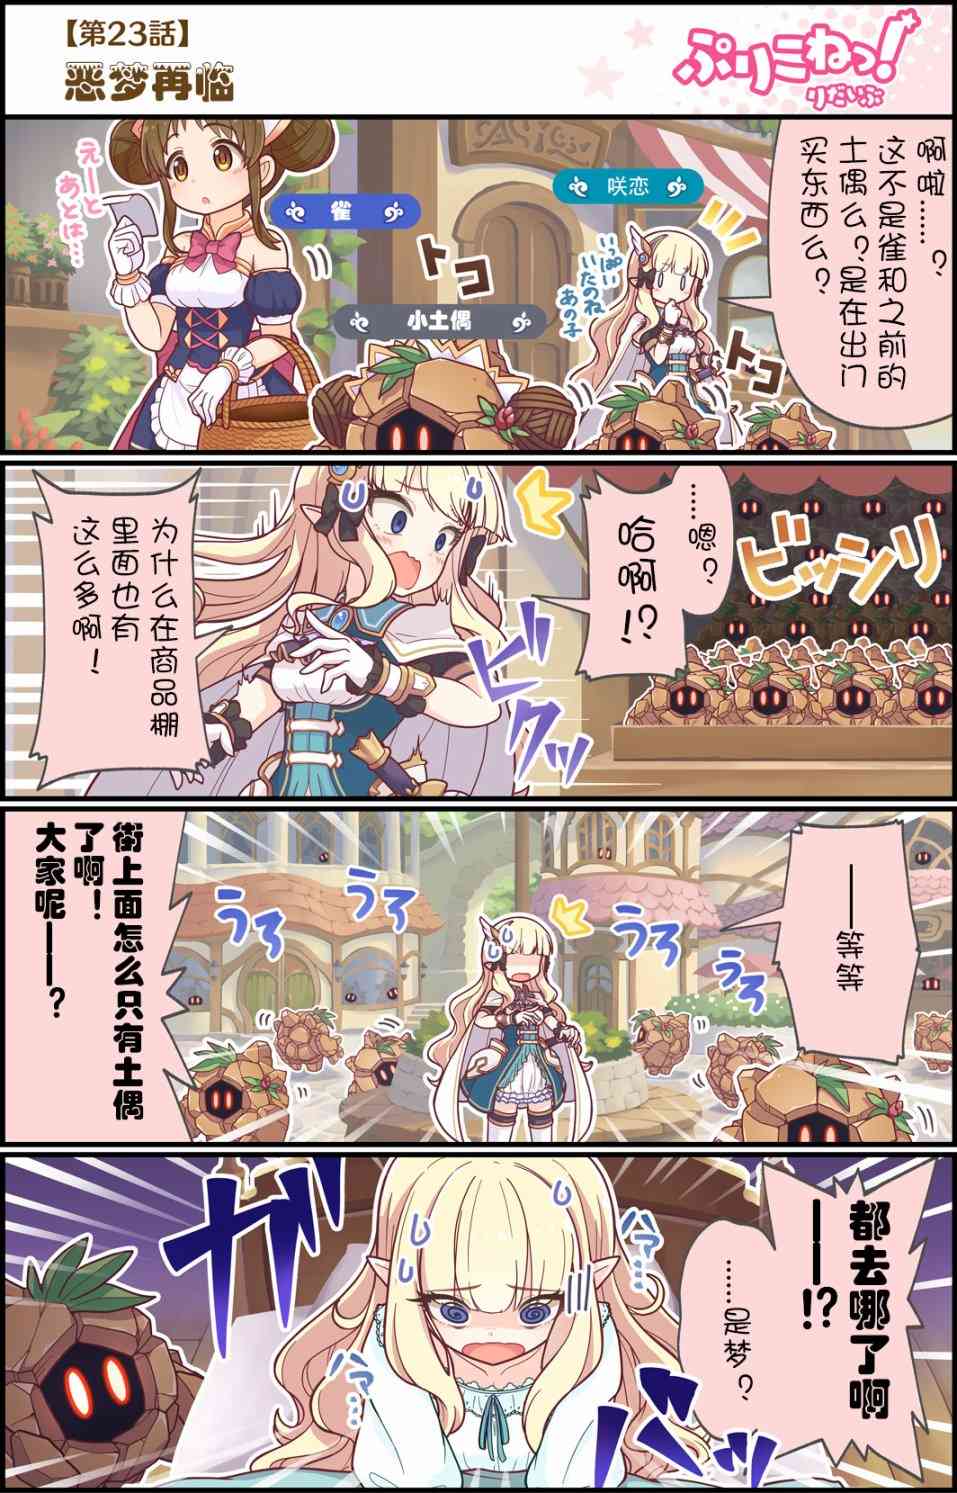 【第23話】
恶梦再临
ぷりこねっ！
りだいぶ
啊啦……？
这不是雀和之前的
土偶么？是在出门
买东西么？
咲恋
雀
小土偶
えーと
あとは…
トコ
いっぱい
いたのね
あの子
トコ
……嗯？
哈啊！？
ビッシリ
ビクッ
为什么在商品棚
里面也有
这么多啊！
——等等
うろ
うろ
うろ
うろ
街上面怎么只有土偶
了啊！
大家呢——？
都去哪了啊
——！？
……是梦？
ガ
バッ
ハァ…
ハァ…